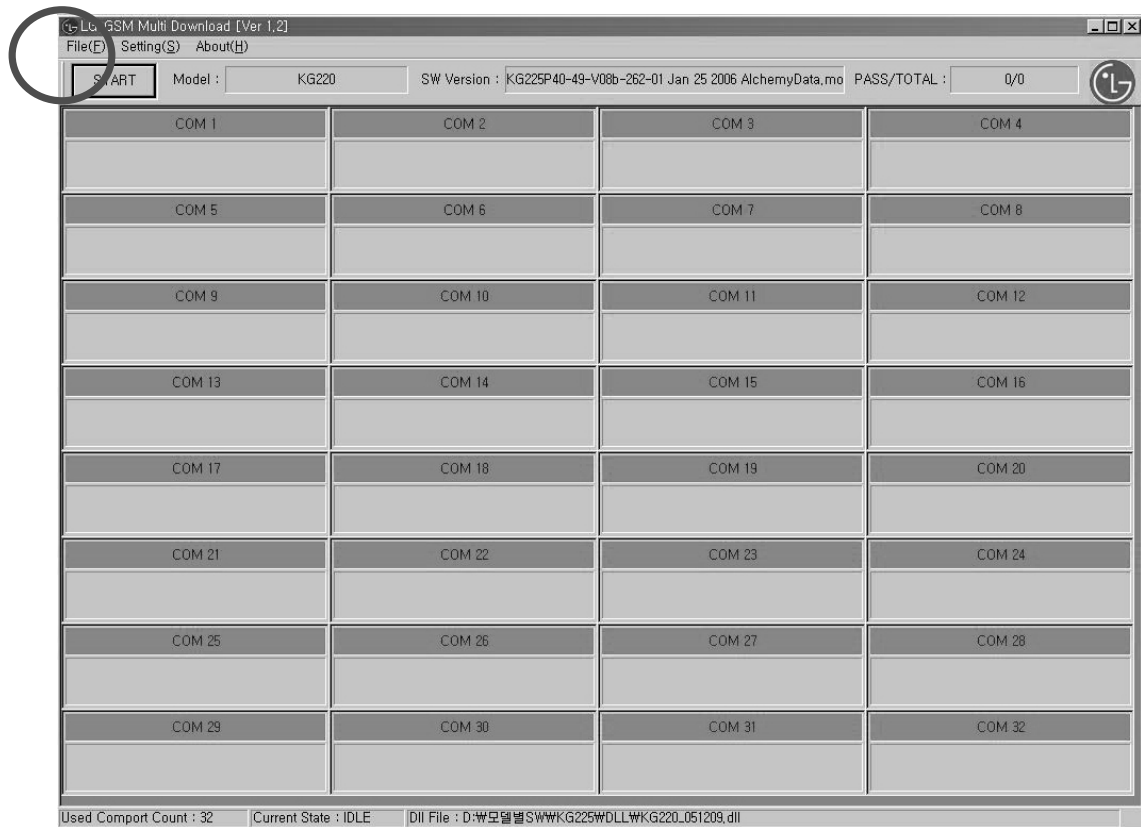 LG GSM Multi Download [Ver 1,2]
File(F) Setting(S) About(H)
START Model : KG220 SW Version : KG225P40-49-V08b-262-01 Jan 25 2006 AlchemyData,mo PASS/TOTAL : 0/0 LG
COM 1 COM 2 COM 3 COM 4
COM 5 COM 6 COM 7 COM 8
COM 9 COM 10 COM 11 COM 12
COM 13 COM 14 COM 15 COM 16
COM 17 COM 18 COM 19 COM 20
COM 21 COM 22 COM 23 COM 24
COM 25 COM 26 COM 27 COM 28
COM 29 COM 30 COM 31 COM 32
Used Comport Count : 32 Current State : IDLE Dll File : D:₩모델별SW₩KG225₩DLL₩KG220_051209,dll